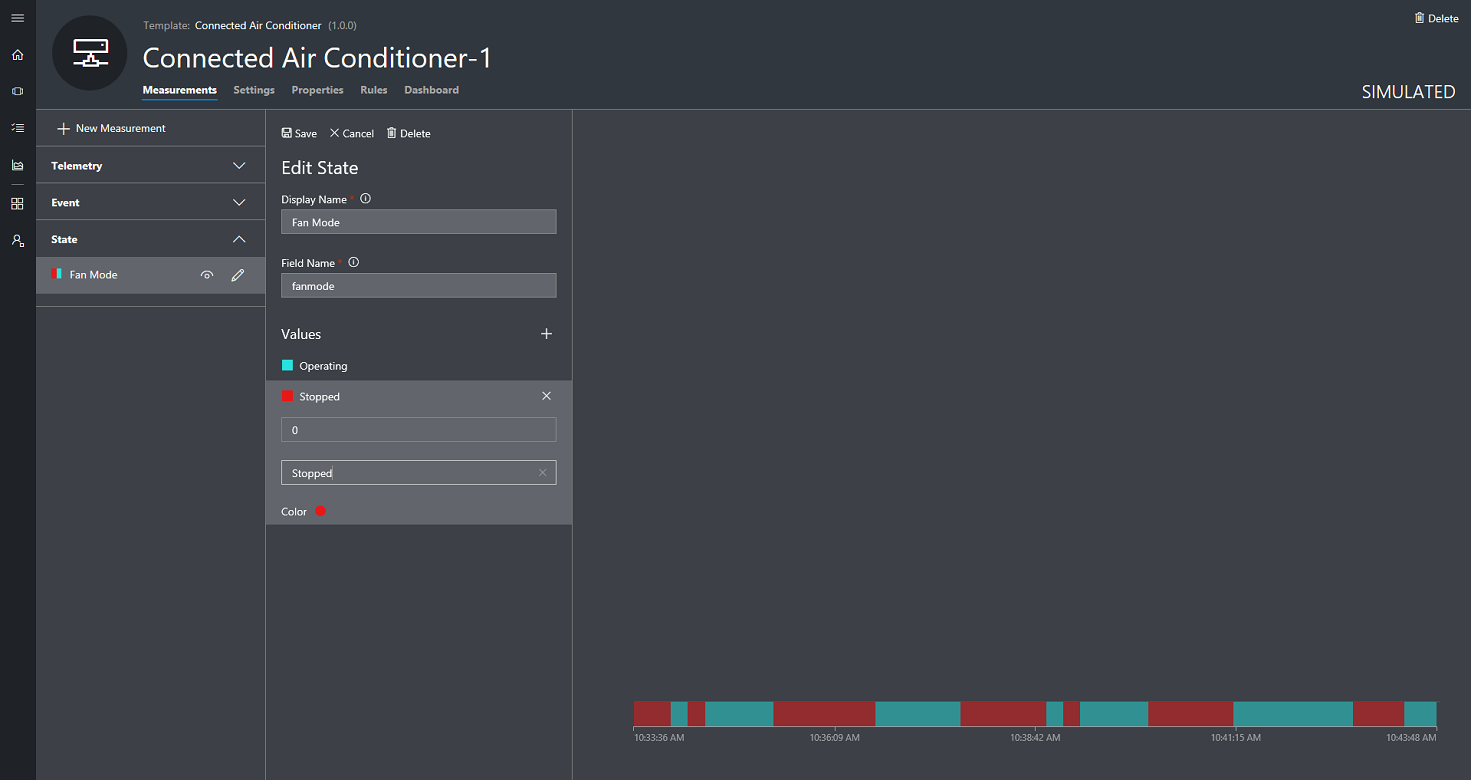 Template: Connected Air Conditioner (1.0.0)
Delete
Connected Air Conditioner-1
Measurements Settings Properties Rules Dashboard
SIMULATED
New Measurement
Telemetry
Event
State
Fan Mode
Save Cancel Delete
Edit State
Display Name *
Fan Mode
Field Name *
fanmode
Values
Operating
Stopped
0
Stopped
Color
10:33:36 AM 10:36:09 AM 10:38:42 AM 10:41:15 AM 10:43:48 AM